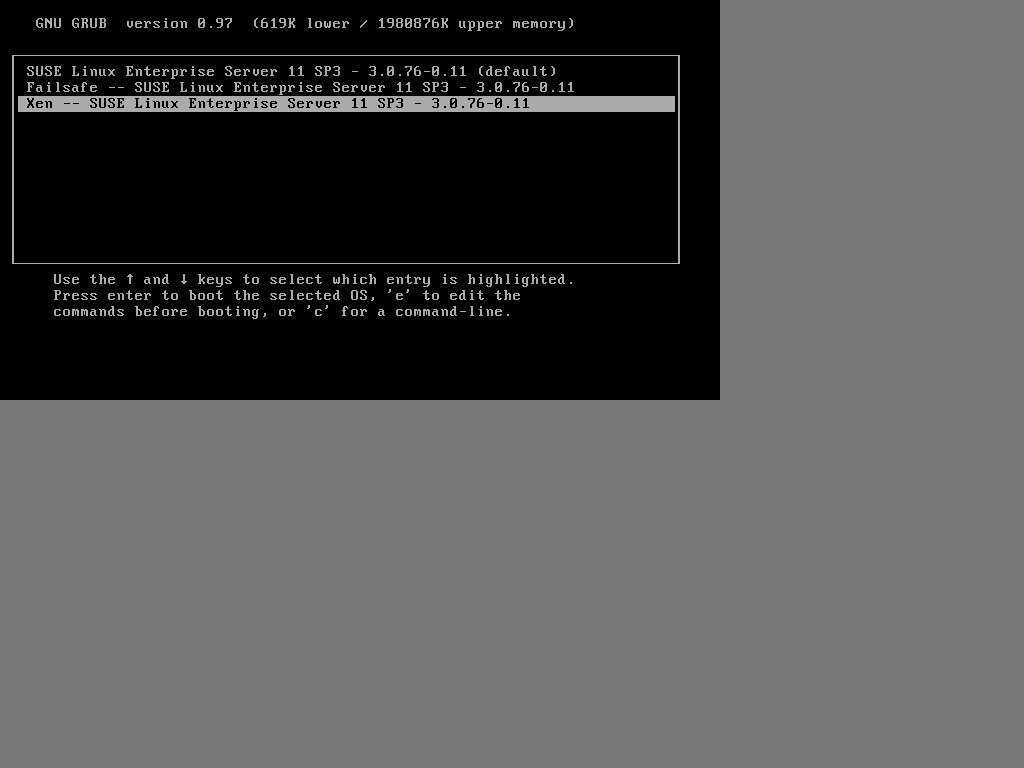 GNU GRUB  version 0.97  (619K lower / 1980876K upper memory)
SUSE Linux Enterprise Server 11 SP3 - 3.0.76-0.11 (default)
Failsafe -- SUSE Linux Enterprise Server 11 SP3 - 3.0.76-0.11
Xen -- SUSE Linux Enterprise Server 11 SP3 - 3.0.76-0.11
Use the ↑ and ↓ keys to select which entry is highlighted.
Press enter to boot the selected OS, 'e' to edit the
commands before booting, or 'c' for a command-line.